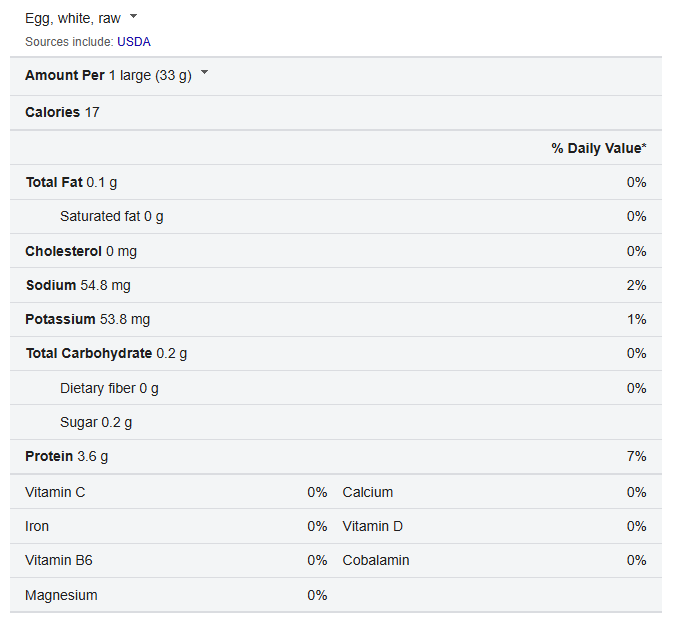 Egg, white, raw
Sources include: USDA
Amount Per 1 large (33 g)
Calories 17
% Daily Value*
Total Fat 0.1 g 0%
Saturated fat 0 g 0%
Cholesterol 0 mg 0%
Sodium 54.8 mg 2%
Potassium 53.8 mg 1%
Total Carbohydrate 0.2 g 0%
Dietary fiber 0 g 0%
Sugar 0.2 g
Protein 3.6 g 7%
Vitamin C 0% Calcium 0%
Iron 0% Vitamin D 0%
Vitamin B6 0% Cobalamin 0%
Magnesium 0%